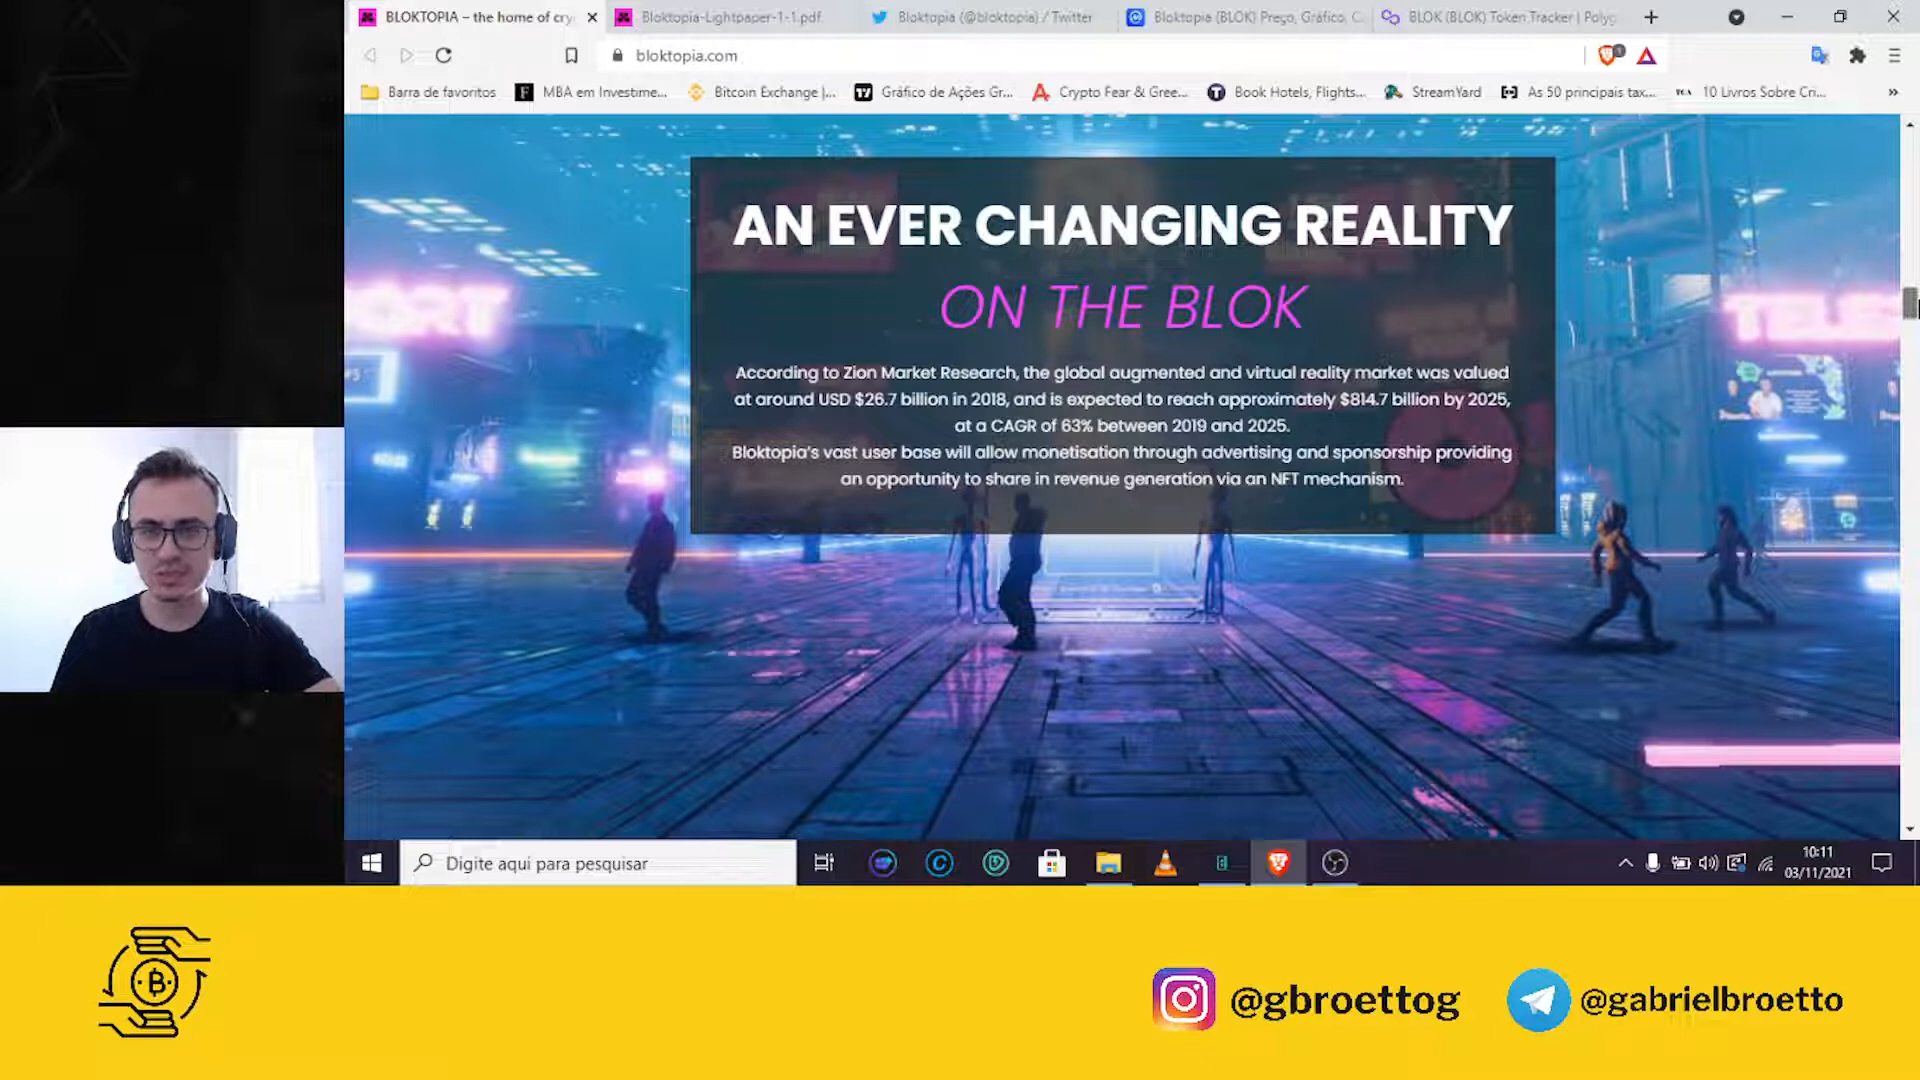 BLOKTOPIA – the home of cry
Bloktopia-Lightpaper-1-1.pdf
Bloktopia (@bloktopia) / Twitter
Bloktopia (BLOK) Preço, Gráfico, C
BLOK (BLOK) Token Tracker | Polyg
bloktopia.com
Barra de favoritos
MBA em Investime...
Bitcoin Exchange |...
Gráfico de Ações Gr...
Crypto Fear & Gree...
Book Hotels, Flights...
StreamYard
As 50 principais tax...
10 Livros Sobre Cri...
AN EVER CHANGING REALITY
ON THE BLOK
According to Zion Market Research, the global augmented and virtual reality market was valued
at around USD $26.7 billion in 2018, and is expected to reach approximately $814.7 billion by 2025,
at a CAGR of 63% between 2019 and 2025.
Bloktopia's vast user base will allow monetisation through advertising and sponsorship providing
an opportunity to share in revenue generation via an NFT mechanism.
ORT
TELE
Digite aqui para pesquisar
10:11
03/11/2021
@gbroettog
@gabrielbroetto